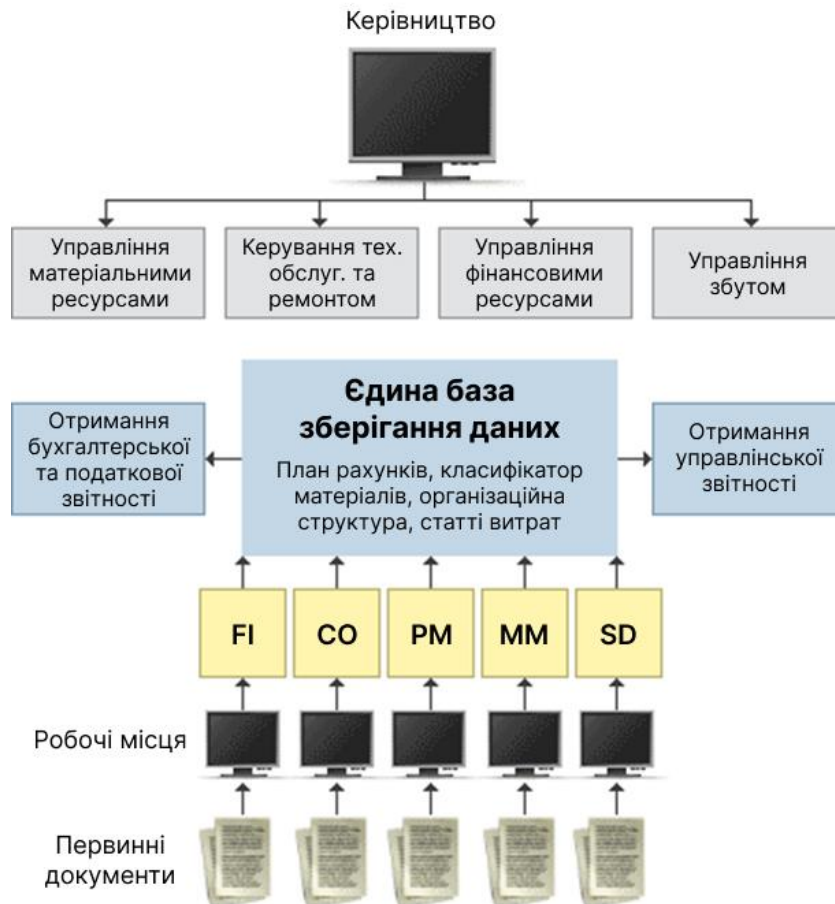 Керівництво
Управління
матеріальними
ресурсами
Керування тех.
обслуг. та
ремонтом
Управління
фінансовими
ресурсами
Управління
збутом
Єдина база
зберігання даних
План рахунків, класифікатор
матеріалів, організаційна
структура, статті витрат
Отримання
бухгалтерської
та податкової
звітності
Отримання
управлінської
звітності
FI
CO
PM
MM
SD
Робочі місця
Первинні
документи